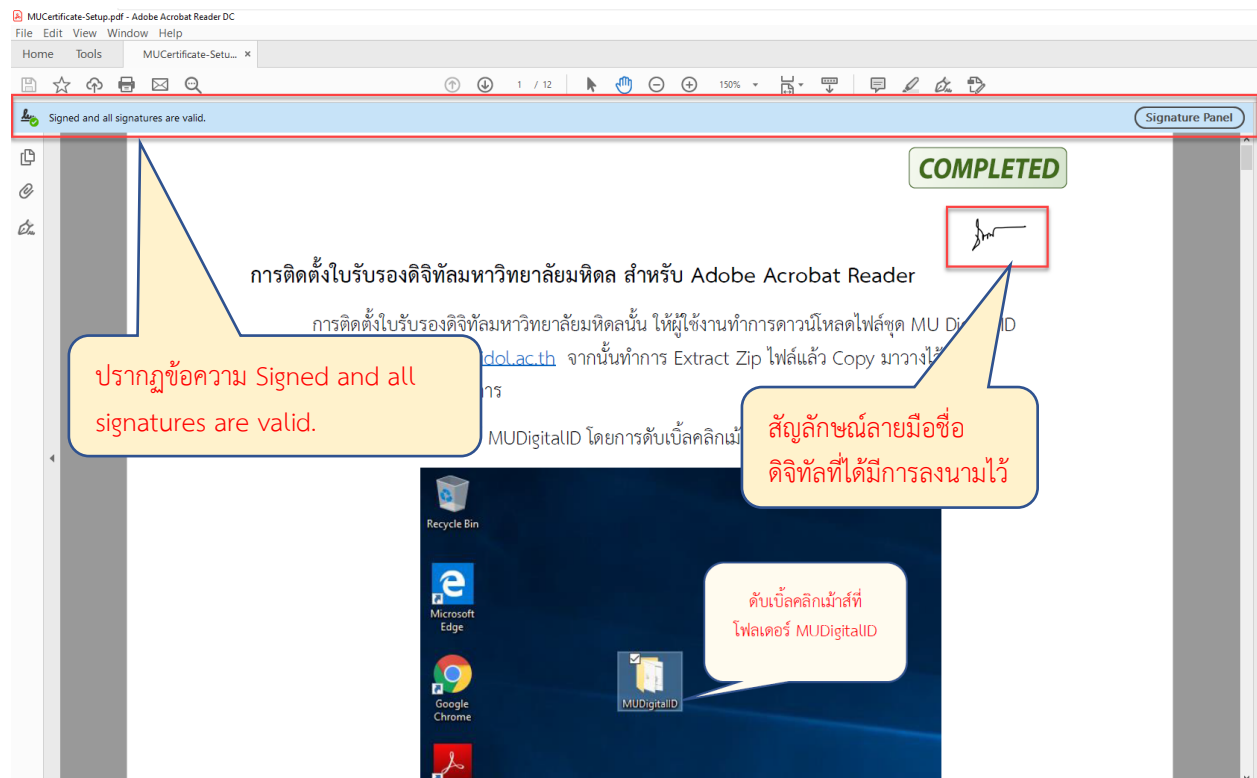 MUCertificate-Setup.pdf - Adobe Acrobat Reader DC
File Edit View Window Help
Home Tools MUCertificate-Setu... ×
1 / 12 150%
Signed and all signatures are valid.
Signature Panel
COMPLETED
การติดตั้งใบรับรองดิจิทัลมหาวิทยาลัยมหิดล สำหรับ Adobe Acrobat Reader
การติดตั้งใบรับรองดิจิทัลมหาวิทยาลัยมหิดลนั้น ให้ผู้ใช้งานทำการดาวน์โหลดไฟล์ชุด MU
dol.ac.th จากนั้นทำการ Extract Zip ไฟล์แล้ว Copy มาวางไว้
ปรากฏข้อความ Signed and all
signatures are valid.
MUDigitalID โดยการดับเบิ้ลคลิกเม้
สัญลักษณ์ลายมือชื่อ
ดิจิทัลที่ได้มีการลงนามไว้
Recycle Bin
Microsoft
Edge
ดับเบิ้ลคลิกเม้าส์ที่
โฟลเดอร์ MUDigitalID
MUDigitalID
Google
Chrome